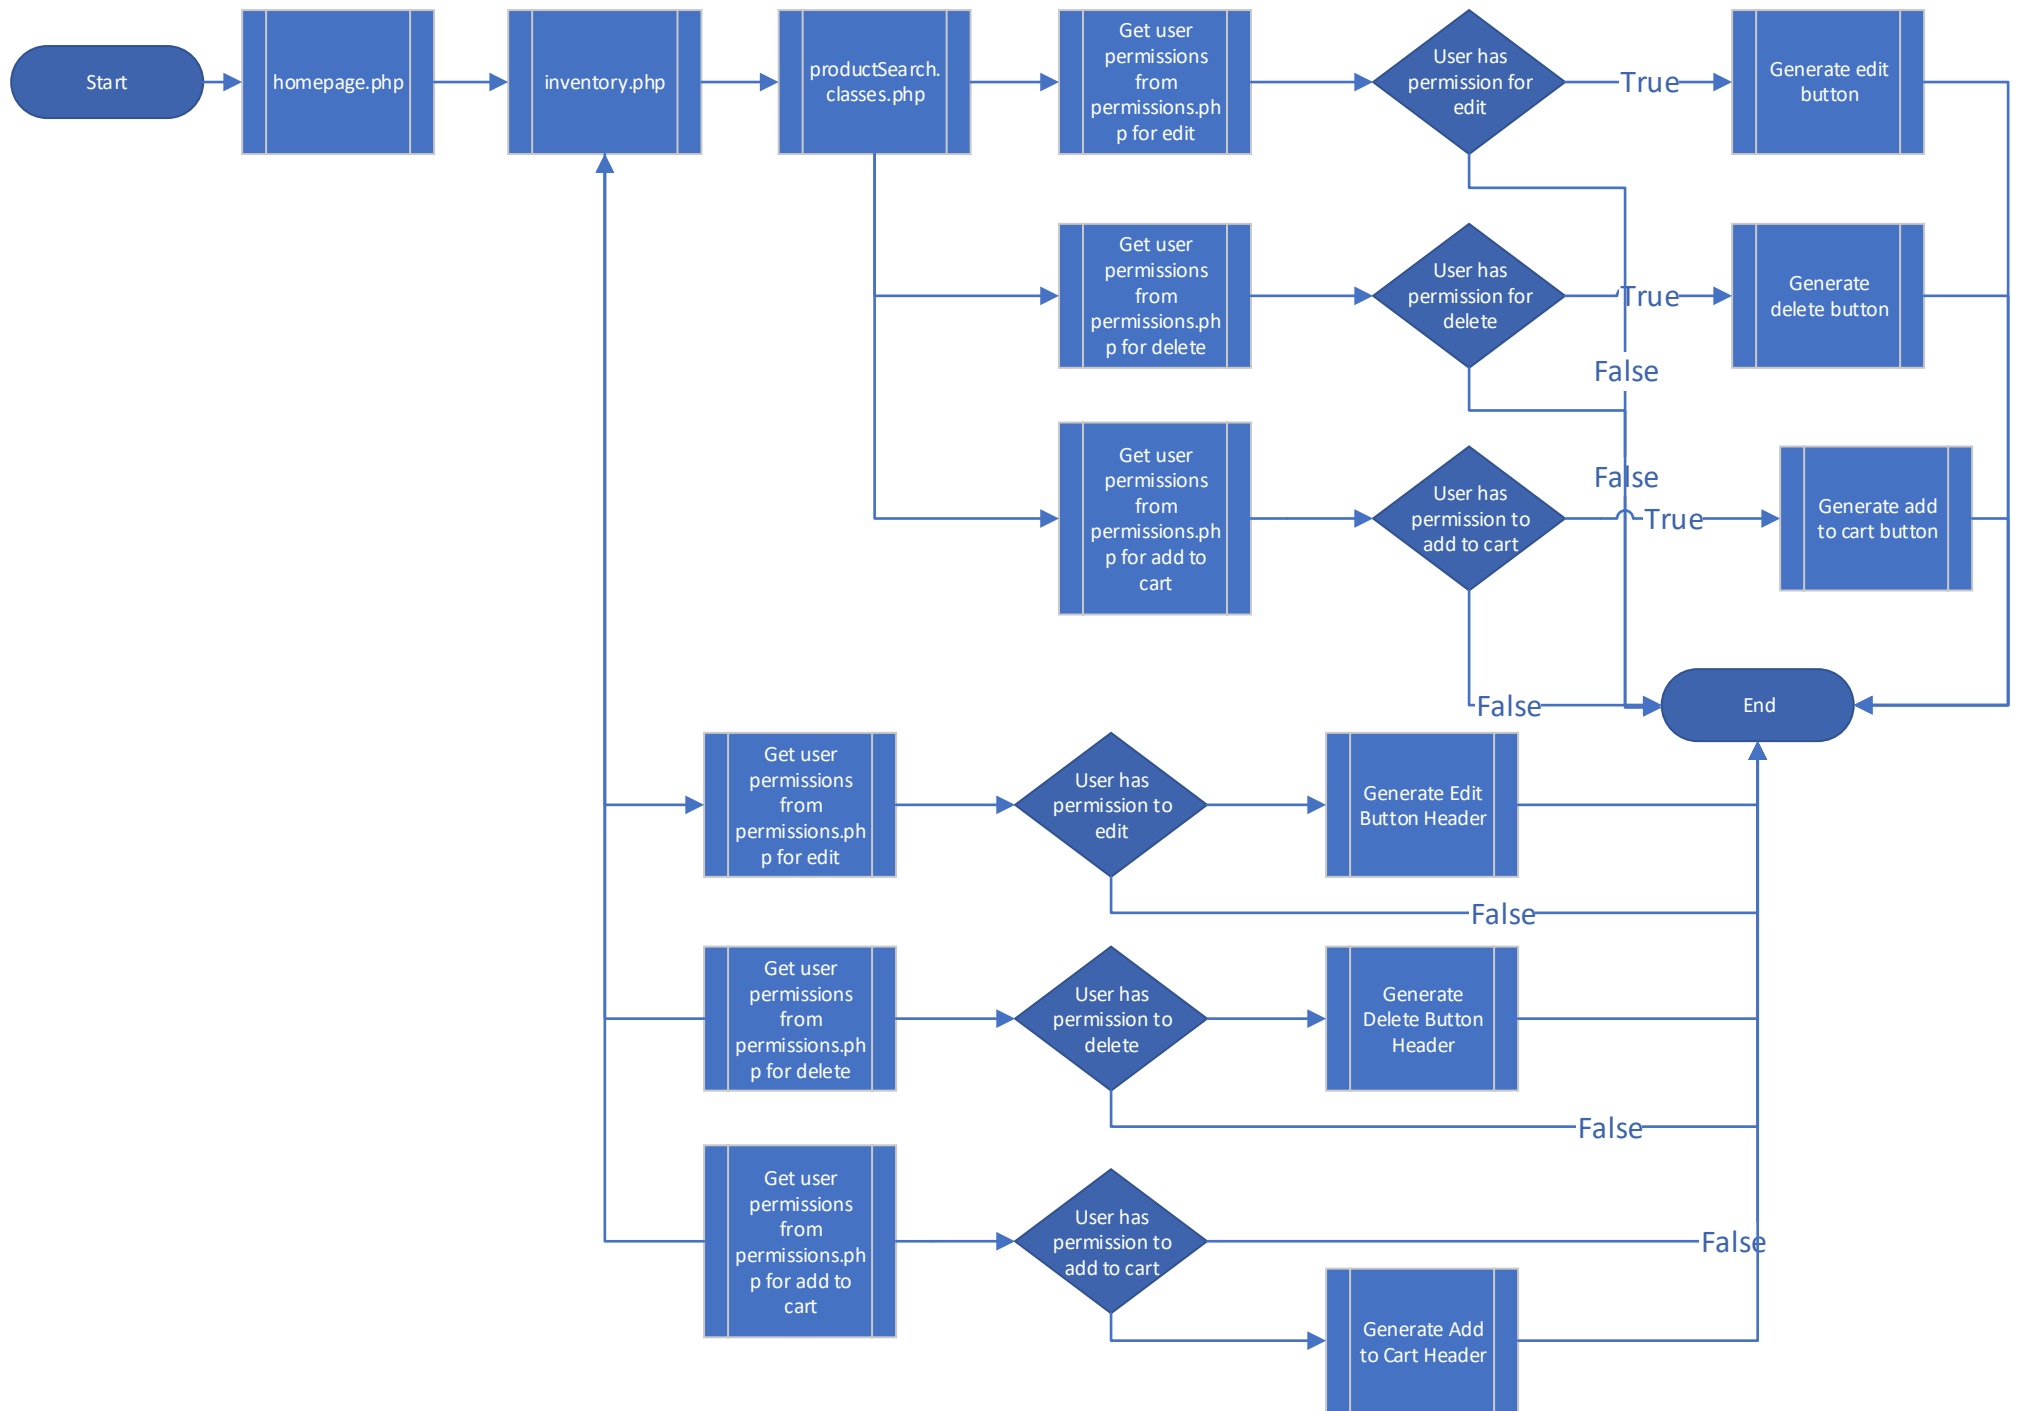 Start
homepage.php
inventory.php
productSearch.
classes.php
Get user
permissions
from
permissions.ph
p for edit
User has
permission for
edit
True
Generate edit
button
Get user
permissions
from
permissions.ph
p for delete
User has
permission for
delete
True
Generate
delete button
False
Get user
permissions
from
permissions.ph
p for add to
cart
User has
permission to
add to cart
False
True
Generate add
to cart button
False
End
Get user
permissions
from
permissions.ph
p for edit
User has
permission to
edit
Generate Edit
Button Header
False
Get user
permissions
from
permissions.ph
p for delete
User has
permission to
delete
Generate
Delete Button
Header
False
Get user
permissions
from
permissions.ph
p for add to
cart
User has
permission to
add to cart
False
Generate Add
to Cart Header